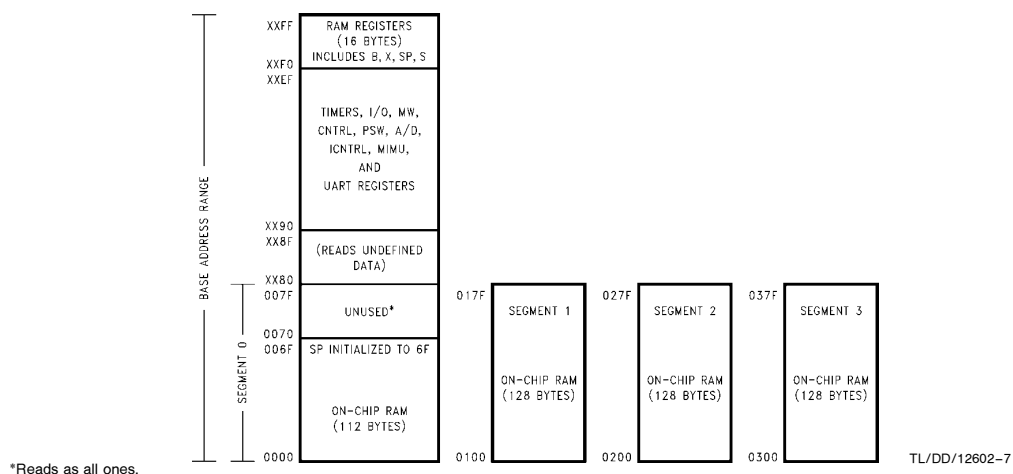 XXFF
RAM REGISTERS
(16 BYTES)
INCLUDES B, X, SP, S
XXF0
XXEF
TIMERS, I/O, MW,
CNTRL, PSW, A/D,
ICNTRL, MIMU,
AND
UART REGISTERS
BASE ADDRESS RANGE
XX90
XX8F
(READS UNDEFINED
DATA)
XX80
007F
UNUSED*
0070
006F
SP INITIALIZED TO 6F
SEGMENT 0
ON-CHIP RAM
(112 BYTES)
0000
017F
SEGMENT 1
ON-CHIP RAM
(128 BYTES)
0100
027F
SEGMENT 2
ON-CHIP RAM
(128 BYTES)
0200
037F
SEGMENT 3
ON-CHIP RAM
(128 BYTES)
0300
TL/DD/12602-7
*Reads as all ones.